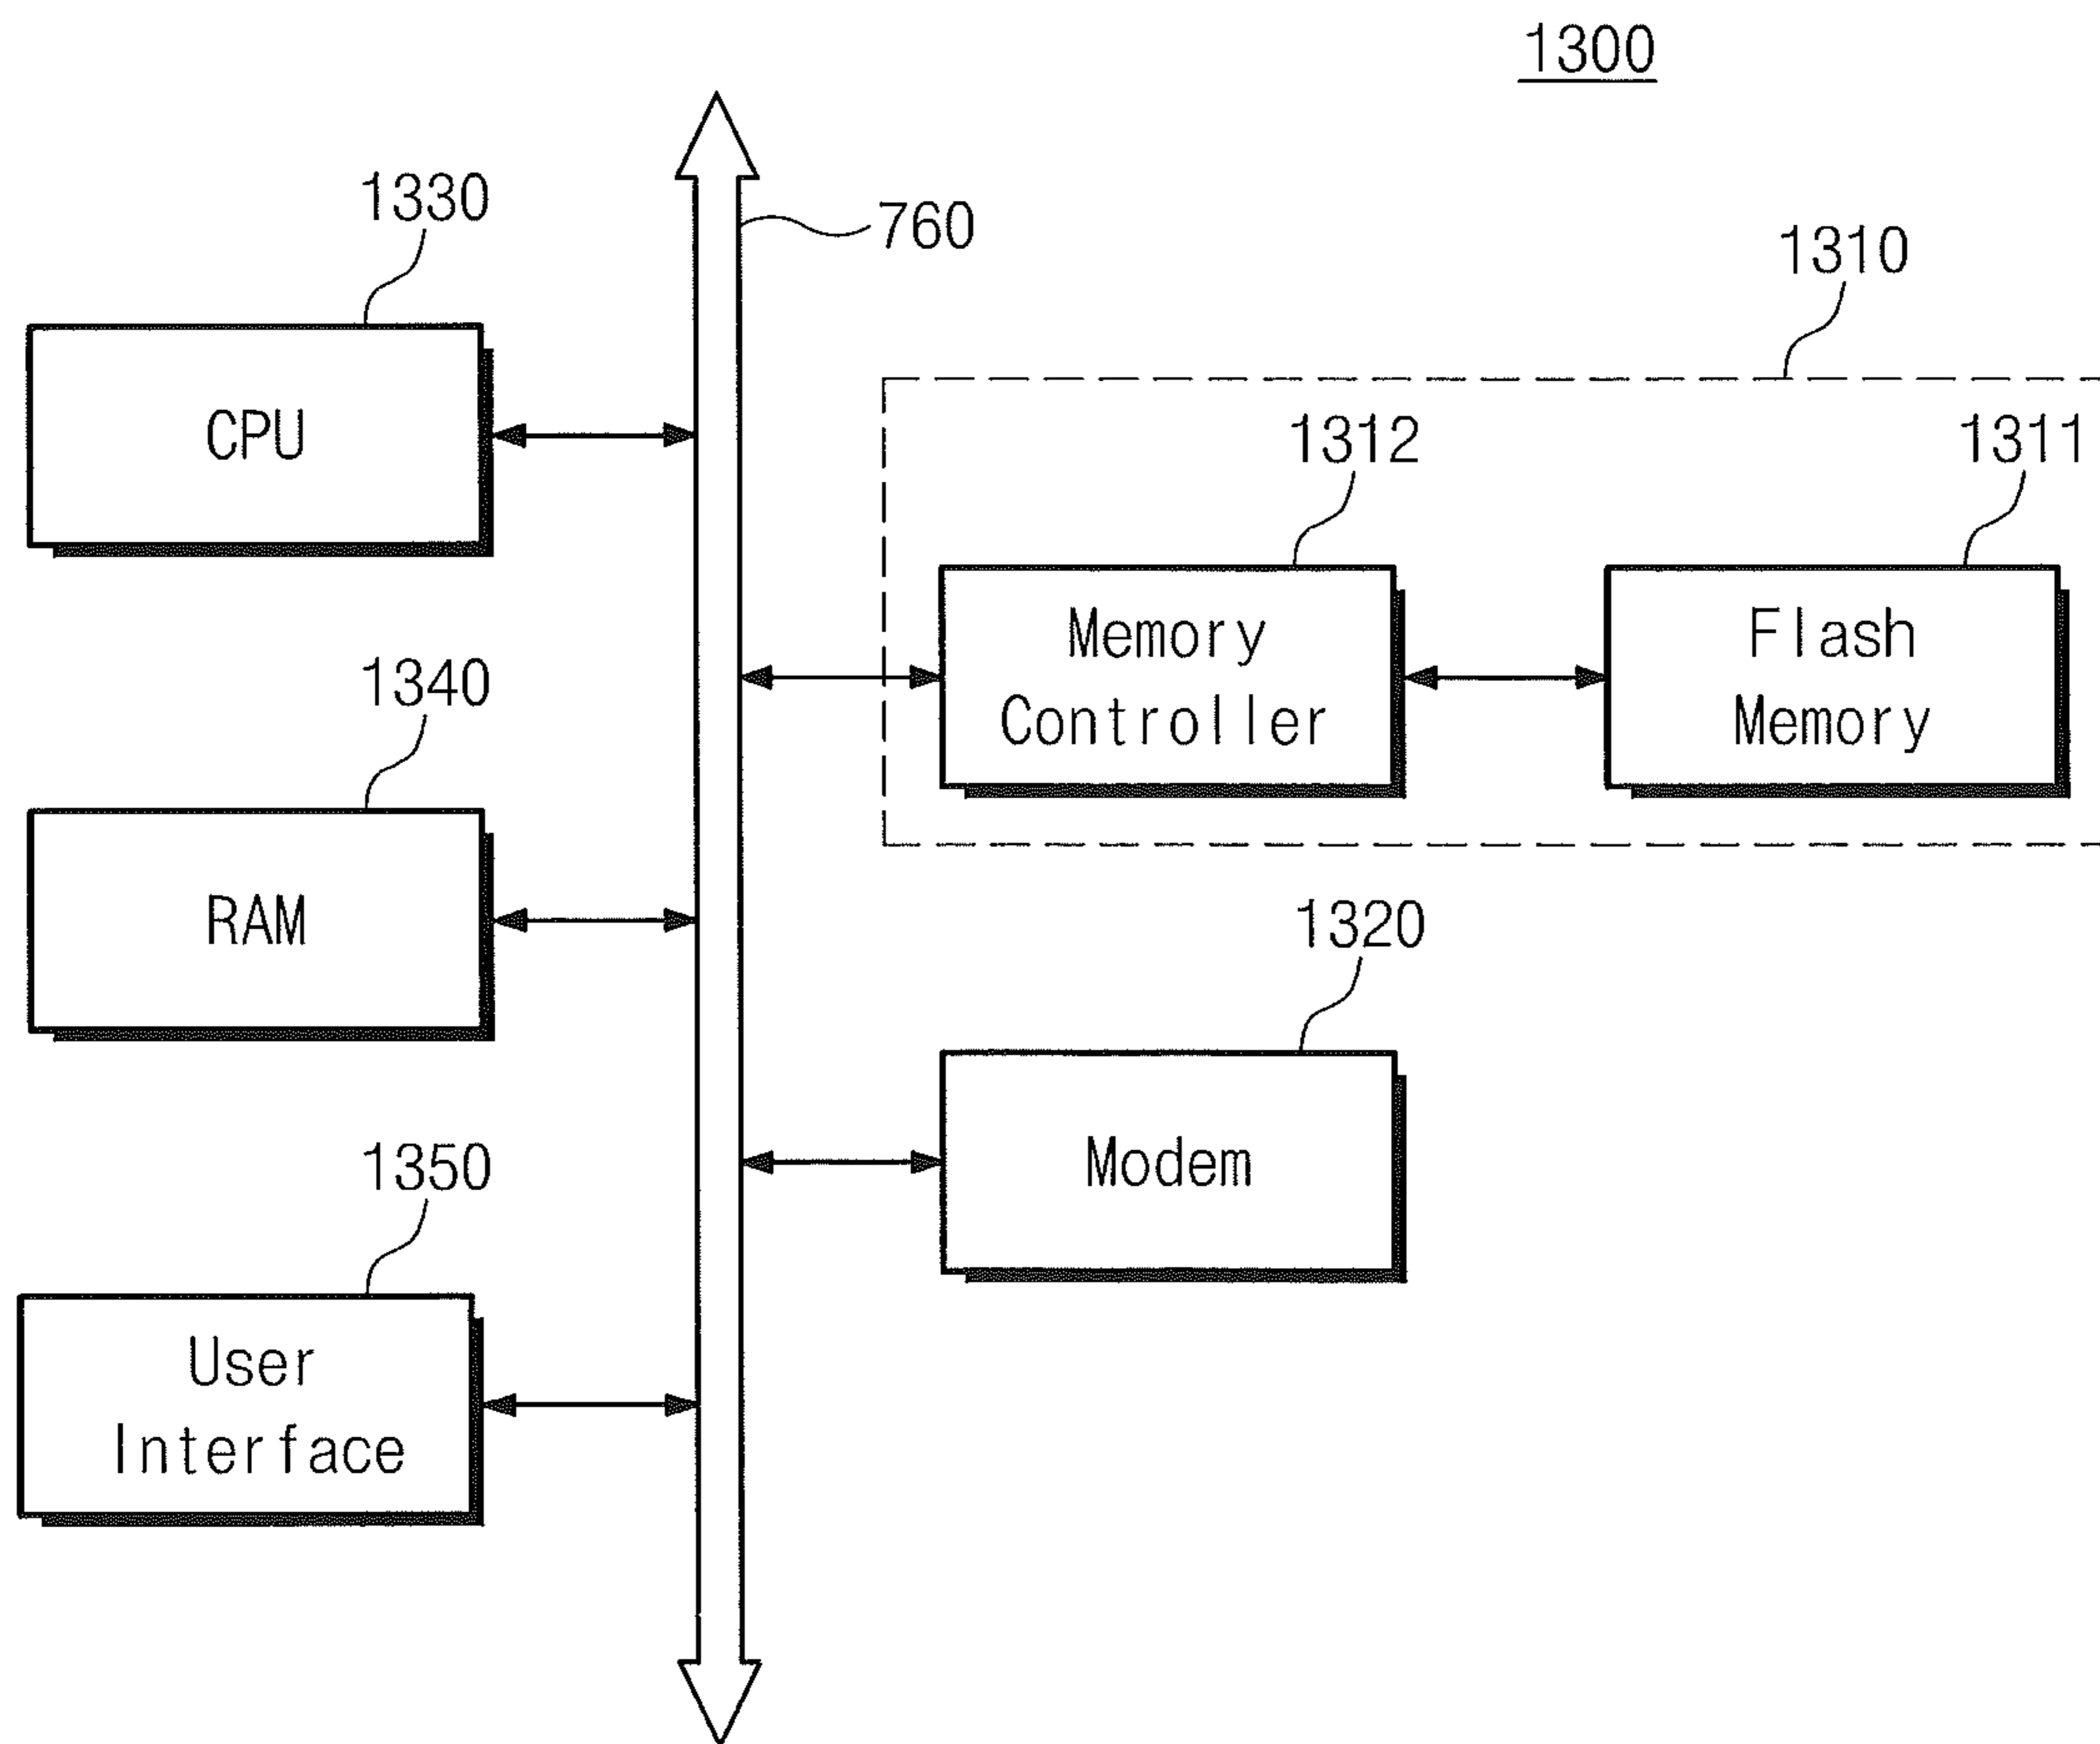 1300
1330
760
1310
CPU
1312
1311
Memory
Controller
Flash
Memory
1340
RAM
1320
Modem
1350
User
Interface